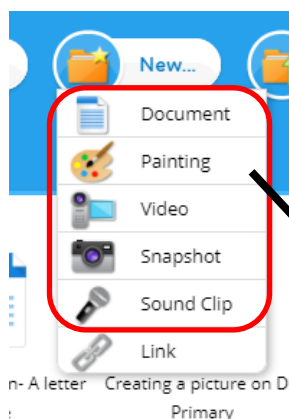 New...
Document
Painting
Video
Snapshot
Sound Clip
Link
n- A letter Creating a picture on D
Primary